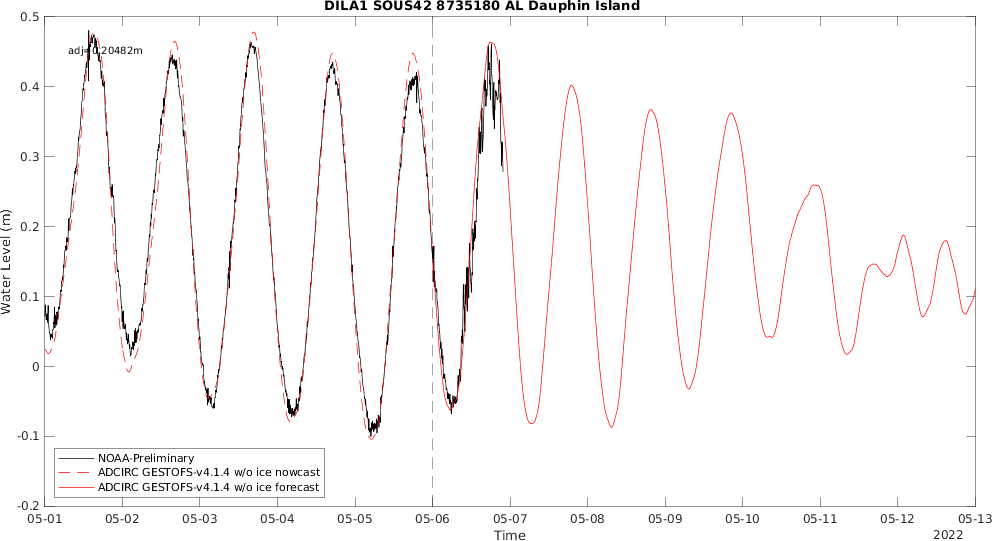 DILA1 SOUS42 8735180 AL Dauphin Island
adj=0.20482m
Water Level (m)
0.5
0.4
0.3
0.2
0.1
0
-0.1
-0.2
NOAA-Preliminary
ADCIRC GESTOFS-v4.1.4 w/o ice nowcast
ADCIRC GESTOFS-v4.1.4 w/o ice forecast
05-01 05-02 05-03 05-04 05-05 05-06 05-07 05-08 05-09 05-10 05-11 05-12 05-13
Time
2022